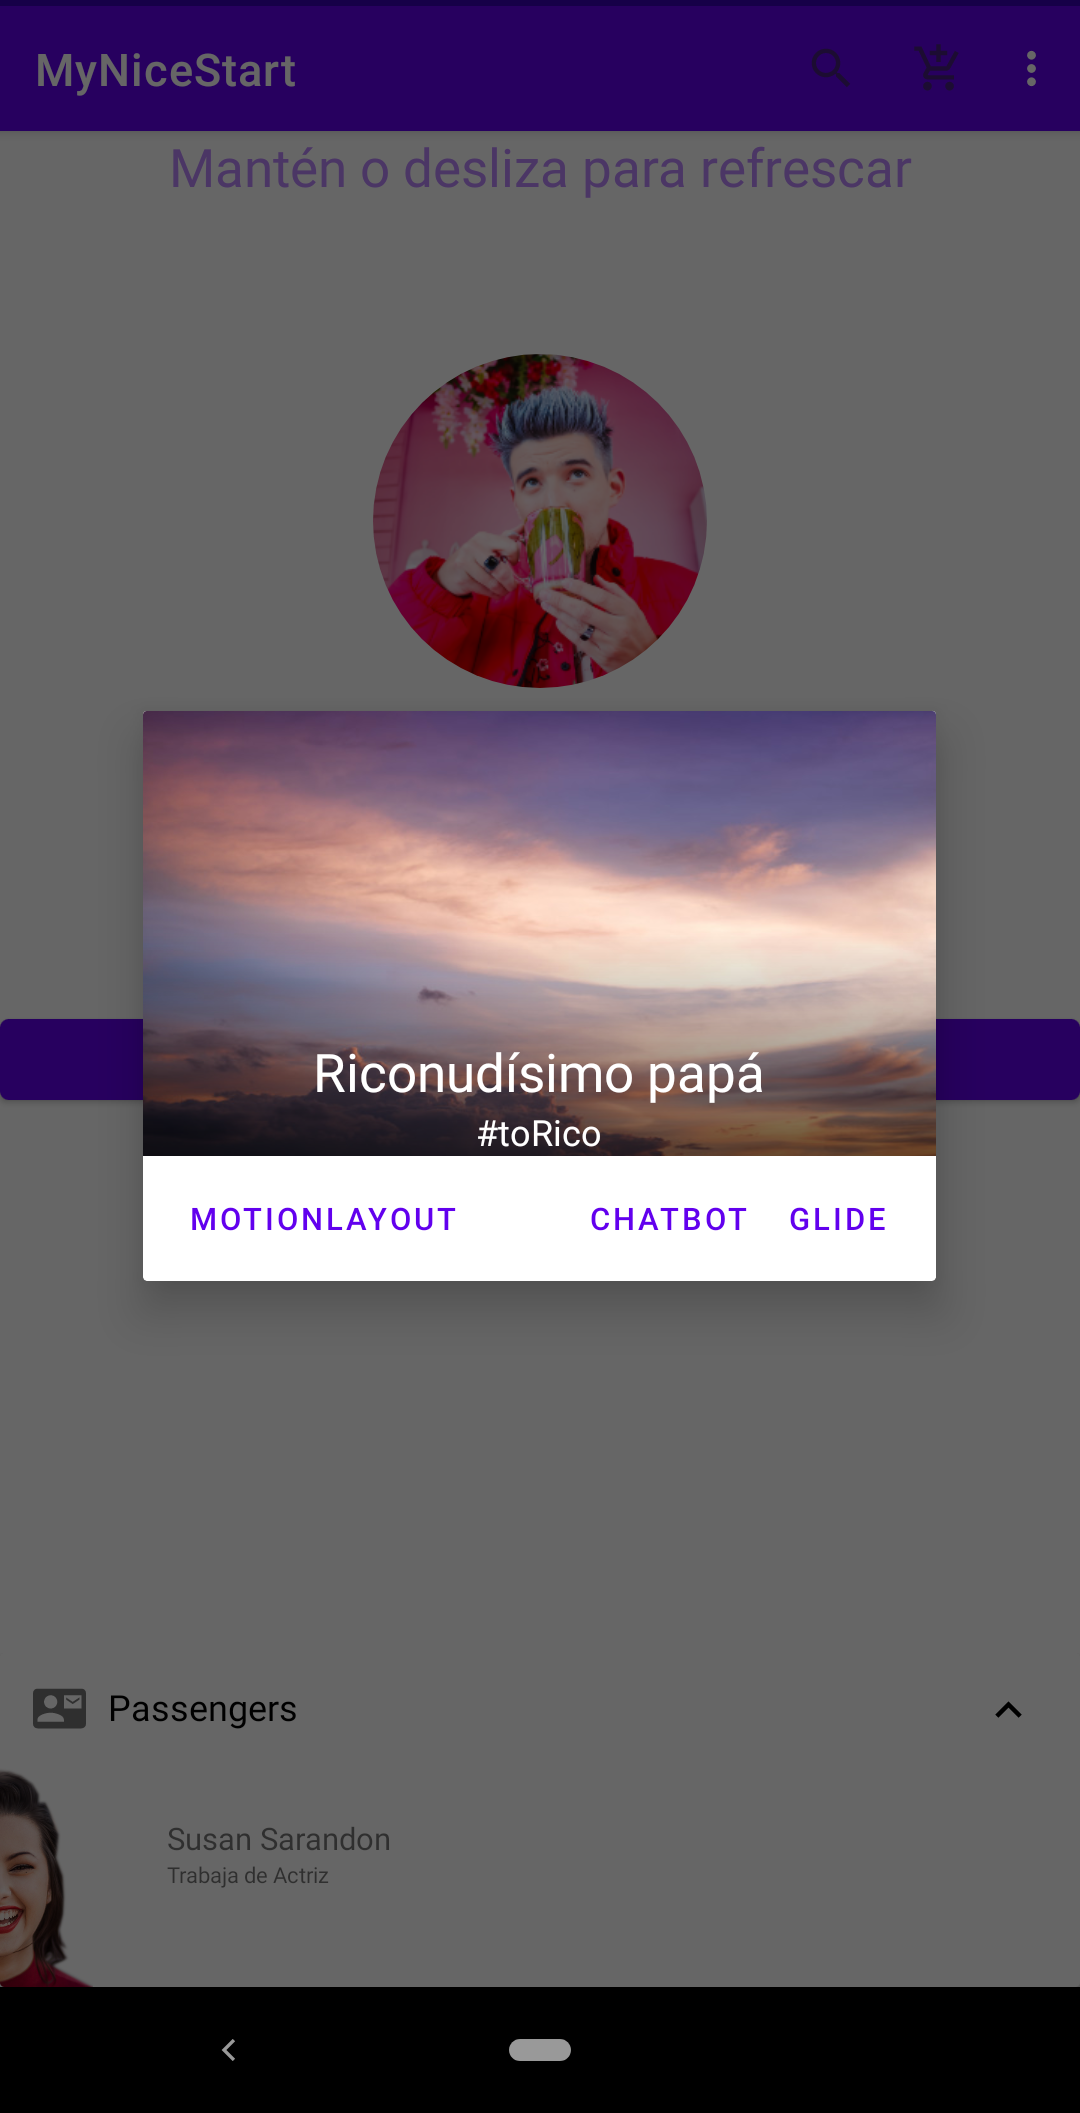 MyNiceStart
Mantén o desliza para refrescar
Riconudísimo papá
#toRico
MOTIONLAYOUT CHATBOT GLIDE
Passengers
Susan Sarandon
Trabaja de Actriz